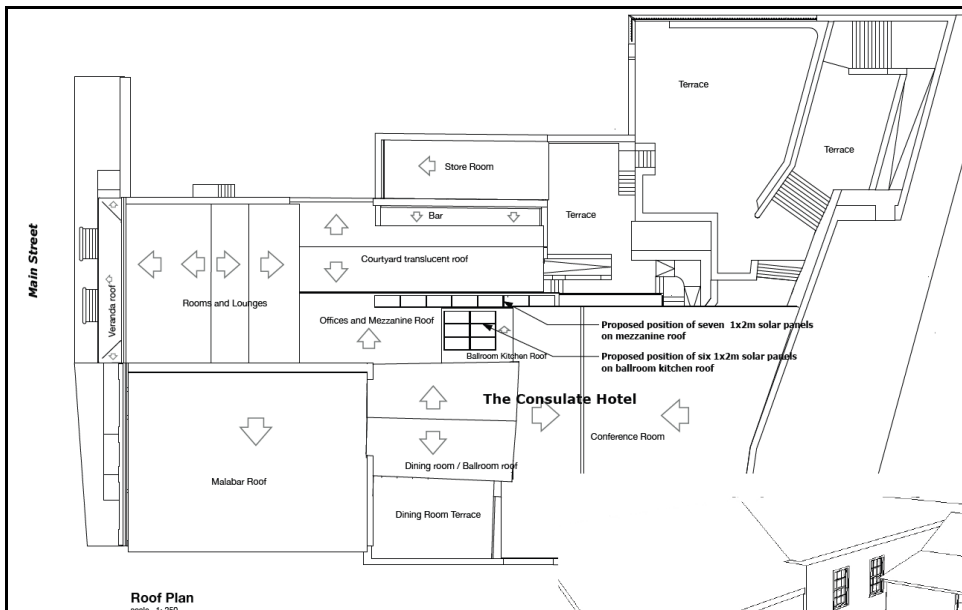 Terrace
Terrace
Store Room
Bar
Terrace
Main Street
Courtyard translucent roof
Veranda roof
Rooms and Lounges
Offices and Mezzanine Roof
Proposed position of seven 1x2m solar panels
on mezzanine roof
Ballroom Kitchen Roof
Proposed position of six 1x2m solar panels
on ballroom kitchen roof
The Consulate Hotel
Conference Room
Dining room / Ballroom roof
Malabar Roof
Dining Room Terrace
Roof Plan
scale 1: 250